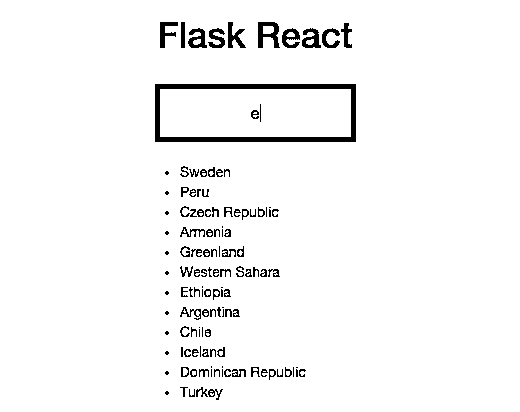 Flask React
e
Sweden
Peru
Czech Republic
Armenia
Greenland
Western Sahara
Ethiopia
Argentina
Chile
Iceland
Dominican Republic
Turkey